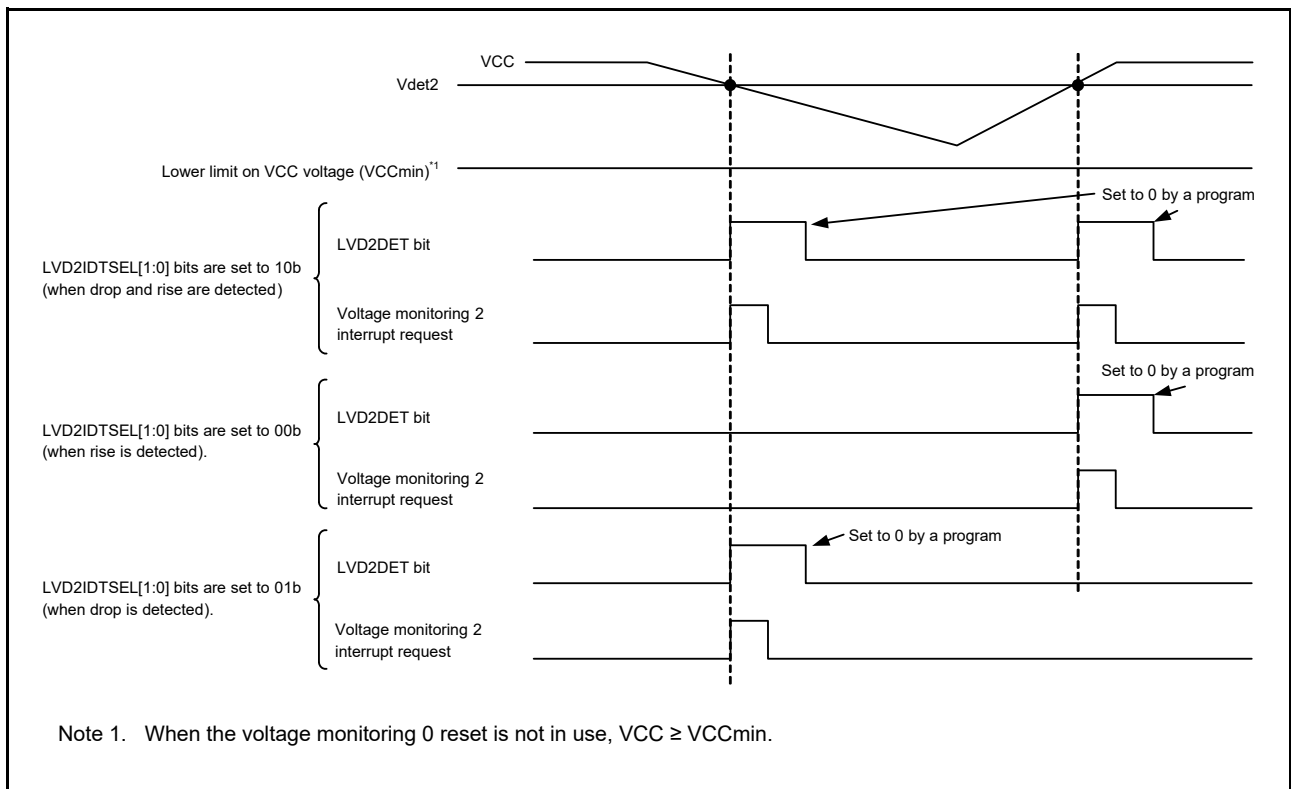 VCC
Vdet2
Lower limit on VCC voltage (VCCmin)*1
Set to 0 by a program
LVD2DET bit
LVD2IDTSEL[1:0] bits are set to 10b
(when drop and rise are detected)
Voltage monitoring 2
interrupt request
Set to 0 by a program
LVD2DET bit
LVD2IDTSEL[1:0] bits are set to 00b
(when rise is detected).
Voltage monitoring 2
interrupt request
Set to 0 by a program
LVD2DET bit
LVD2IDTSEL[1:0] bits are set to 01b
(when drop is detected).
Voltage monitoring 2
interrupt request
Note 1. When the voltage monitoring 0 reset is not in use, VCC ≥ VCCmin.